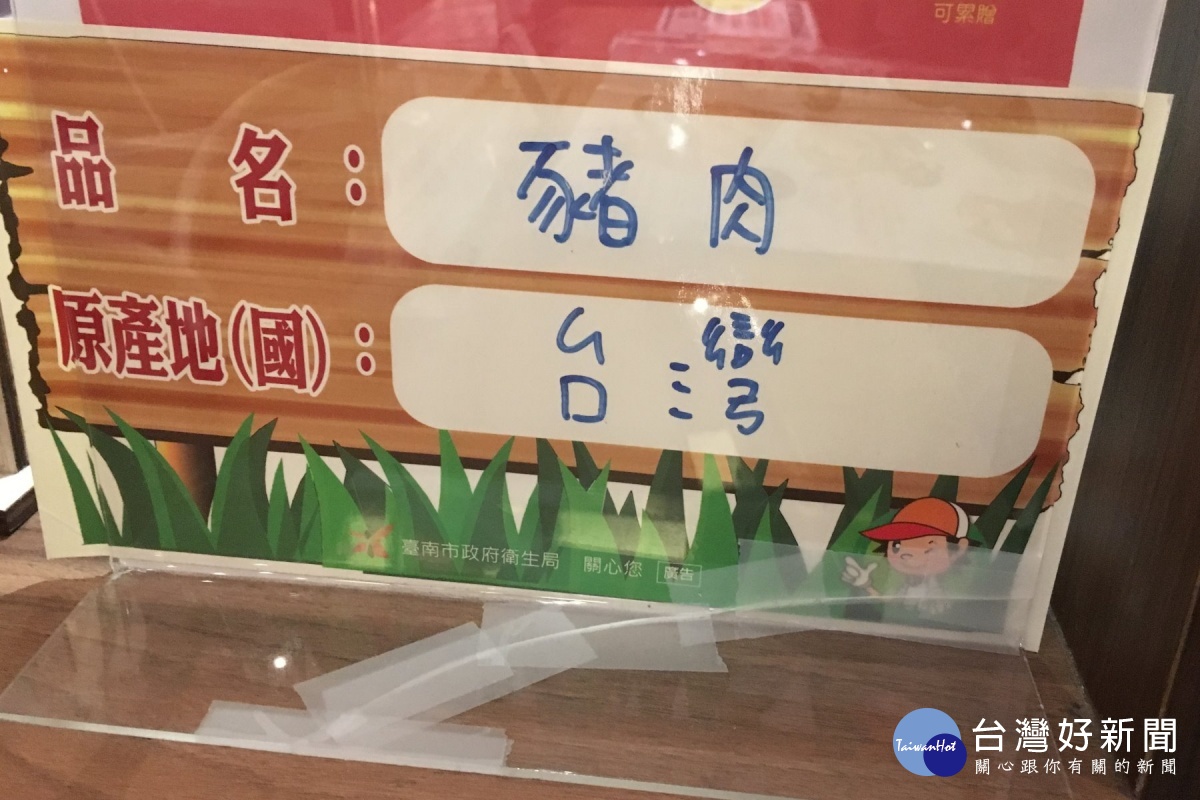 可累贈
品名：豬肉
原產地(國)：台灣
臺南市政府衛生局 關心您 廣告
TaiwanHot 台灣好新聞
關心跟你有關的新聞